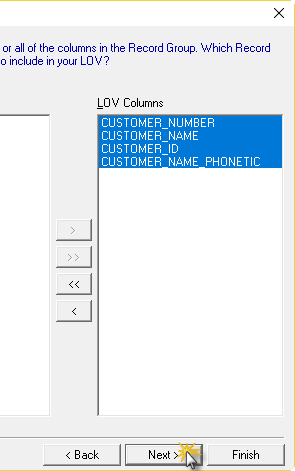 or all of the columns in the Record Group. Which Record
o include in your LOV?
LOV Columns
CUSTOMER_NUMBER
CUSTOMER_NAME
CUSTOMER_ID
CUSTOMER_NAME_PHONETIC
>
>>
<<
<
< Back
Next >
Finish